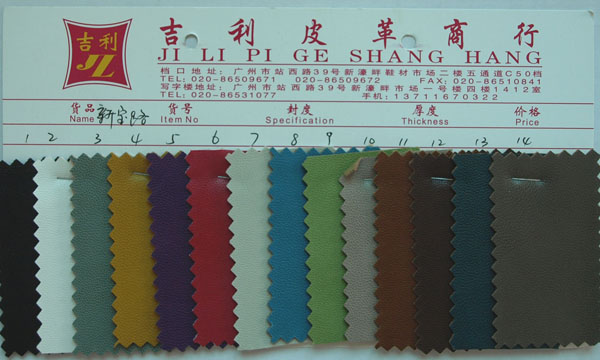 吉利
JL
吉利皮革商行
JI LI PI GE SHANG HANG
档口地址:广州市站西路39号新濠畔鞋材市场二楼五通道C50档
TEL:020-86509671 020-86509672 FAX:020-86510841
写字楼地址:广州市站西路39号新濠畔市场一号楼四楼1412室
TEL:020-86531077 手机:13711670322
货品 货号 封度 厚度 价格
Name Item No Specification Thickness Price
1 2 3 4 5 6 7 8 9 10 11 12 13 14